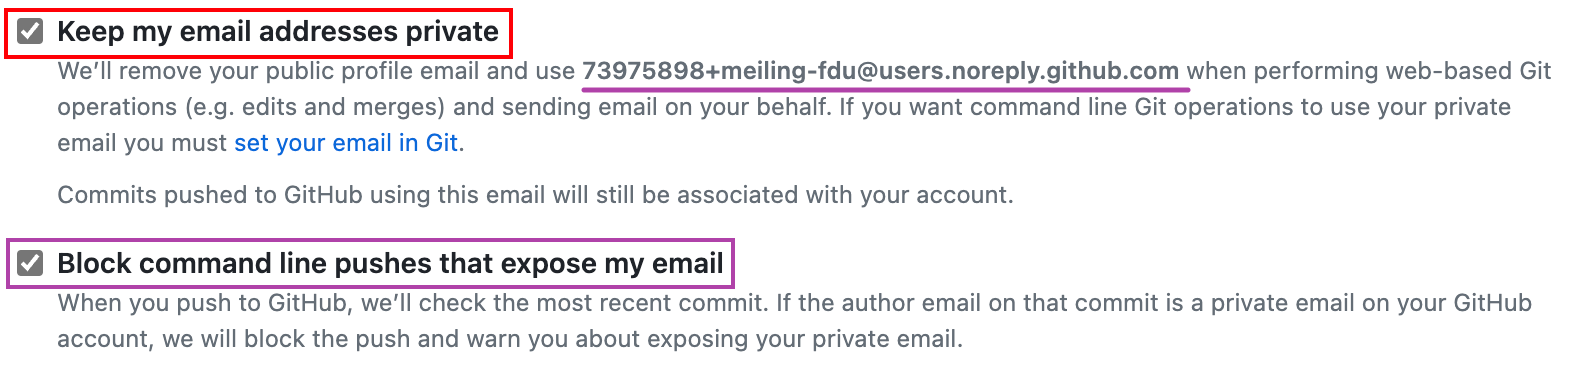 Keep my email addresses private
We’ll remove your public profile email and use 73975898+meiling-fdu@users.noreply.github.com when performing web-based Git
operations (e.g. edits and merges) and sending email on your behalf. If you want command line Git operations to use your private
email you must set your email in Git.
Commits pushed to GitHub using this email will still be associated with your account.
Block command line pushes that expose my email
When you push to GitHub, we’ll check the most recent commit. If the author email on that commit is a private email on your GitHub
account, we will block the push and warn you about exposing your private email.